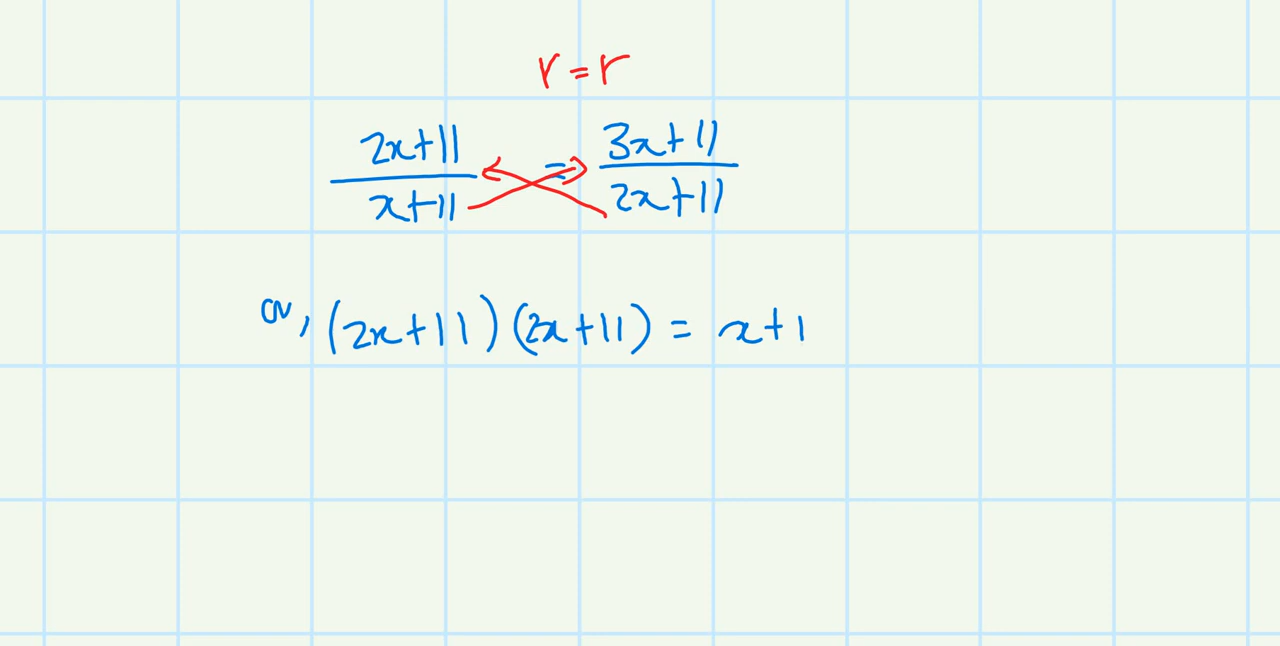 r = r
2x+11 / x+11 = 3x+11 / 2x+11
or, (2x+11)(2x+11) = x+1